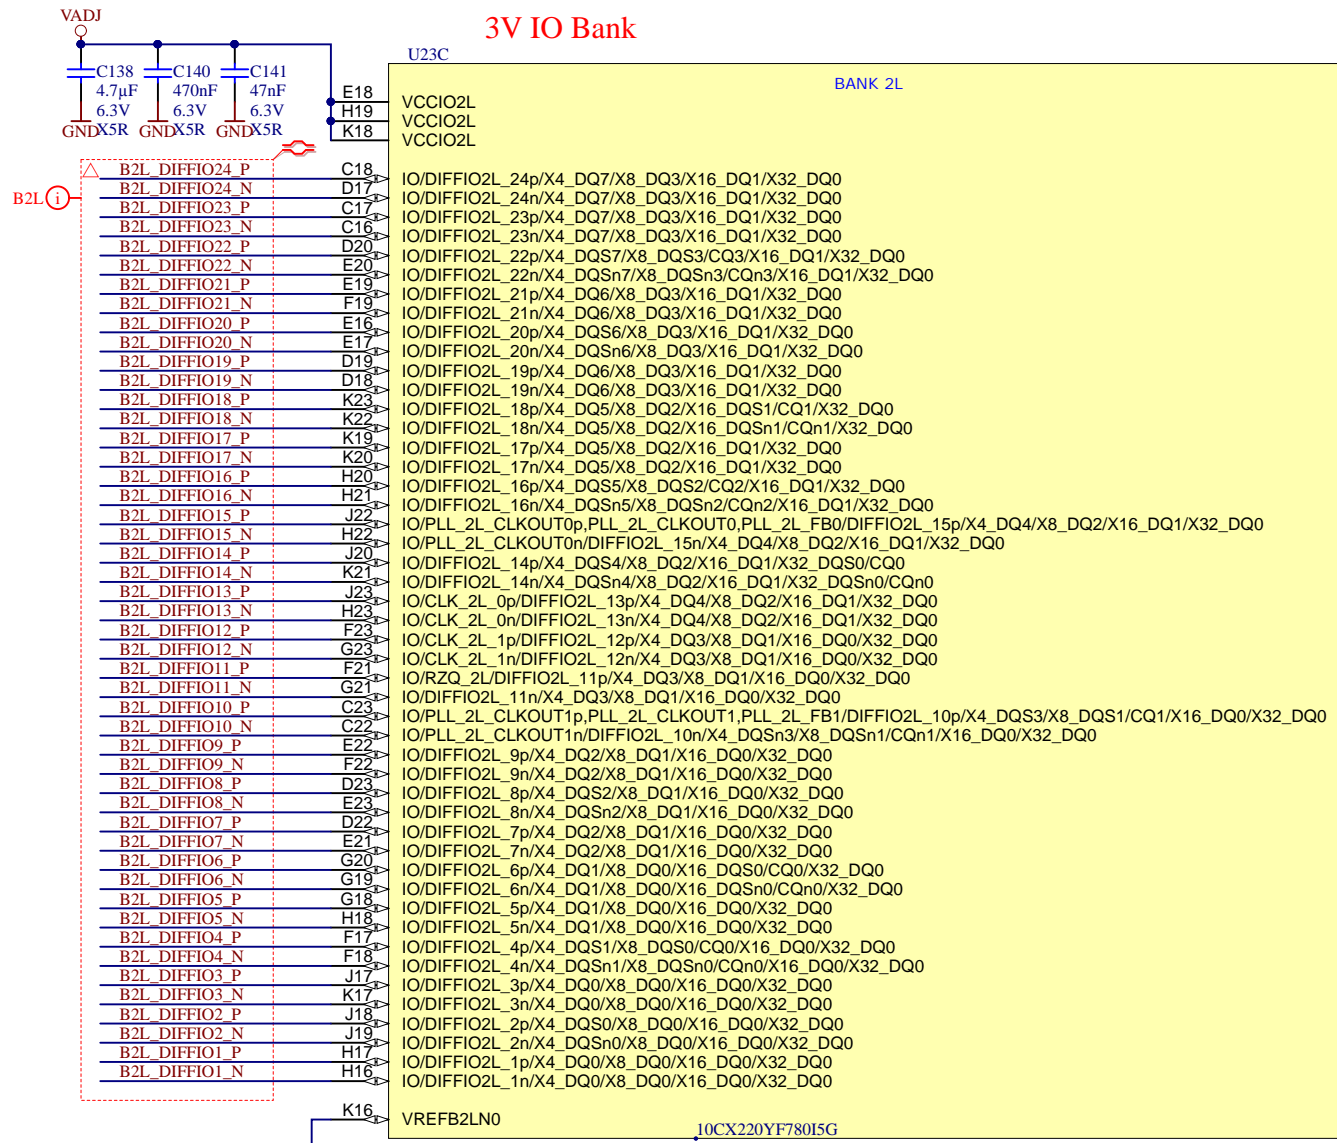 VADJ
3V IO Bank
U23C
BANK 2L
C138 C140 C141
4.7µF 470nF 47nF
6.3V 6.3V 6.3V
X5R X5R X5R
GND GND GND
E18 VCCIO2L
H19 VCCIO2L
K18 VCCIO2L
B2L i
B2L_DIFFIO24_P C18 IO/DIFFIO2L_24p/X4_DQ7/X8_DQ3/X16_DQ1/X32_DQ0
B2L_DIFFIO24_N D17 IO/DIFFIO2L_24n/X4_DQ7/X8_DQ3/X16_DQ1/X32_DQ0
B2L_DIFFIO23_P C17 IO/DIFFIO2L_23p/X4_DQ7/X8_DQ3/X16_DQ1/X32_DQ0
B2L_DIFFIO23_N C16 IO/DIFFIO2L_23n/X4_DQ7/X8_DQ3/X16_DQ1/X32_DQ0
B2L_DIFFIO22_P D20 IO/DIFFIO2L_22p/X4_DQS7/X8_DQS3/CQ3/X16_DQ1/X32_DQ0
B2L_DIFFIO22_N E20 IO/DIFFIO2L_22n/X4_DQSn7/X8_DQSn3/CQn3/X16_DQ1/X32_DQ0
B2L_DIFFIO21_P E19 IO/DIFFIO2L_21p/X4_DQ6/X8_DQ3/X16_DQ1/X32_DQ0
B2L_DIFFIO21_N F19 IO/DIFFIO2L_21n/X4_DQ6/X8_DQ3/X16_DQ1/X32_DQ0
B2L_DIFFIO20_P E16 IO/DIFFIO2L_20p/X4_DQS6/X8_DQ3/X16_DQ1/X32_DQ0
B2L_DIFFIO20_N E17 IO/DIFFIO2L_20n/X4_DQSn6/X8_DQ3/X16_DQ1/X32_DQ0
B2L_DIFFIO19_P D19 IO/DIFFIO2L_19p/X4_DQ6/X8_DQ3/X16_DQ1/X32_DQ0
B2L_DIFFIO19_N D18 IO/DIFFIO2L_19n/X4_DQ6/X8_DQ3/X16_DQ1/X32_DQ0
B2L_DIFFIO18_P K23 IO/DIFFIO2L_18p/X4_DQ5/X8_DQ2/X16_DQS1/CQ1/X32_DQ0
B2L_DIFFIO18_N K22 IO/DIFFIO2L_18n/X4_DQ5/X8_DQ2/X16_DQSn1/CQn1/X32_DQ0
B2L_DIFFIO17_P K19 IO/DIFFIO2L_17p/X4_DQ5/X8_DQ2/X16_DQ1/X32_DQ0
B2L_DIFFIO17_N K20 IO/DIFFIO2L_17n/X4_DQ5/X8_DQ2/X16_DQ1/X32_DQ0
B2L_DIFFIO16_P H20 IO/DIFFIO2L_16p/X4_DQS5/X8_DQS2/CQ2/X16_DQ1/X32_DQ0
B2L_DIFFIO16_N H21 IO/DIFFIO2L_16n/X4_DQSn5/X8_DQSn2/CQn2/X16_DQ1/X32_DQ0
B2L_DIFFIO15_P J22 IO/PLL_2L_CLKOUT0p,PLL_2L_CLKOUT0,PLL_2L_FB0/DIFFIO2L_15p/X4_DQ4/X8_DQ2/X16_DQ1/X32_DQ0
B2L_DIFFIO15_N H22 IO/PLL_2L_CLKOUT0n/DIFFIO2L_15n/X4_DQ4/X8_DQ2/X16_DQ1/X32_DQ0
B2L_DIFFIO14_P J20 IO/DIFFIO2L_14p/X4_DQS4/X8_DQ2/X16_DQ1/X32_DQS0/CQ0
B2L_DIFFIO14_N K21 IO/DIFFIO2L_14n/X4_DQSn4/X8_DQ2/X16_DQ1/X32_DQSn0/CQn0
B2L_DIFFIO13_P J23 IO/CLK_2L_0p/DIFFIO2L_13p/X4_DQ4/X8_DQ2/X16_DQ1/X32_DQ0
B2L_DIFFIO13_N H23 IO/CLK_2L_0n/DIFFIO2L_13n/X4_DQ4/X8_DQ2/X16_DQ1/X32_DQ0
B2L_DIFFIO12_P F23 IO/CLK_2L_1p/DIFFIO2L_12p/X4_DQ3/X8_DQ1/X16_DQ0/X32_DQ0
B2L_DIFFIO12_N G23 IO/CLK_2L_1n/DIFFIO2L_12n/X4_DQ3/X8_DQ1/X16_DQ0/X32_DQ0
B2L_DIFFIO11_P F21 IO/RZQ_2L/DIFFIO2L_11p/X4_DQ3/X8_DQ1/X16_DQ0/X32_DQ0
B2L_DIFFIO11_N G21 IO/DIFFIO2L_11n/X4_DQ3/X8_DQ1/X16_DQ0/X32_DQ0
B2L_DIFFIO10_P C23 IO/PLL_2L_CLKOUT1p,PLL_2L_CLKOUT1,PLL_2L_FB1/DIFFIO2L_10p/X4_DQS3/X8_DQS1/CQ1/X16_DQ0/X32_DQ0
B2L_DIFFIO10_N C22 IO/PLL_2L_CLKOUT1n/DIFFIO2L_10n/X4_DQSn3/X8_DQSn1/CQn1/X16_DQ0/X32_DQ0
B2L_DIFFIO9_P E22 IO/DIFFIO2L_9p/X4_DQ2/X8_DQ1/X16_DQ0/X32_DQ0
B2L_DIFFIO9_N F22 IO/DIFFIO2L_9n/X4_DQ2/X8_DQ1/X16_DQ0/X32_DQ0
B2L_DIFFIO8_P D23 IO/DIFFIO2L_8p/X4_DQS2/X8_DQ1/X16_DQ0/X32_DQ0
B2L_DIFFIO8_N E23 IO/DIFFIO2L_8n/X4_DQSn2/X8_DQ1/X16_DQ0/X32_DQ0
B2L_DIFFIO7_P D22 IO/DIFFIO2L_7p/X4_DQ2/X8_DQ1/X16_DQ0/X32_DQ0
B2L_DIFFIO7_N E21 IO/DIFFIO2L_7n/X4_DQ2/X8_DQ1/X16_DQ0/X32_DQ0
B2L_DIFFIO6_P G20 IO/DIFFIO2L_6p/X4_DQ1/X8_DQ0/X16_DQS0/CQ0/X32_DQ0
B2L_DIFFIO6_N G19 IO/DIFFIO2L_6n/X4_DQ1/X8_DQ0/X16_DQSn0/CQn0/X32_DQ0
B2L_DIFFIO5_P G18 IO/DIFFIO2L_5p/X4_DQ1/X8_DQ0/X16_DQ0/X32_DQ0
B2L_DIFFIO5_N H18 IO/DIFFIO2L_5n/X4_DQ1/X8_DQ0/X16_DQ0/X32_DQ0
B2L_DIFFIO4_P F17 IO/DIFFIO2L_4p/X4_DQS1/X8_DQS0/CQ0/X16_DQ0/X32_DQ0
B2L_DIFFIO4_N F18 IO/DIFFIO2L_4n/X4_DQSn1/X8_DQSn0/CQn0/X16_DQ0/X32_DQ0
B2L_DIFFIO3_P J17 IO/DIFFIO2L_3p/X4_DQ0/X8_DQ0/X16_DQ0/X32_DQ0
B2L_DIFFIO3_N K17 IO/DIFFIO2L_3n/X4_DQ0/X8_DQ0/X16_DQ0/X32_DQ0
B2L_DIFFIO2_P J18 IO/DIFFIO2L_2p/X4_DQS0/X8_DQ0/X16_DQ0/X32_DQ0
B2L_DIFFIO2_N J19 IO/DIFFIO2L_2n/X4_DQSn0/X8_DQ0/X16_DQ0/X32_DQ0
B2L_DIFFIO1_P H17 IO/DIFFIO2L_1p/X4_DQ0/X8_DQ0/X16_DQ0/X32_DQ0
B2L_DIFFIO1_N H16 IO/DIFFIO2L_1n/X4_DQ0/X8_DQ0/X16_DQ0/X32_DQ0
K16 VREFB2LN0
10CX220YF780I5G